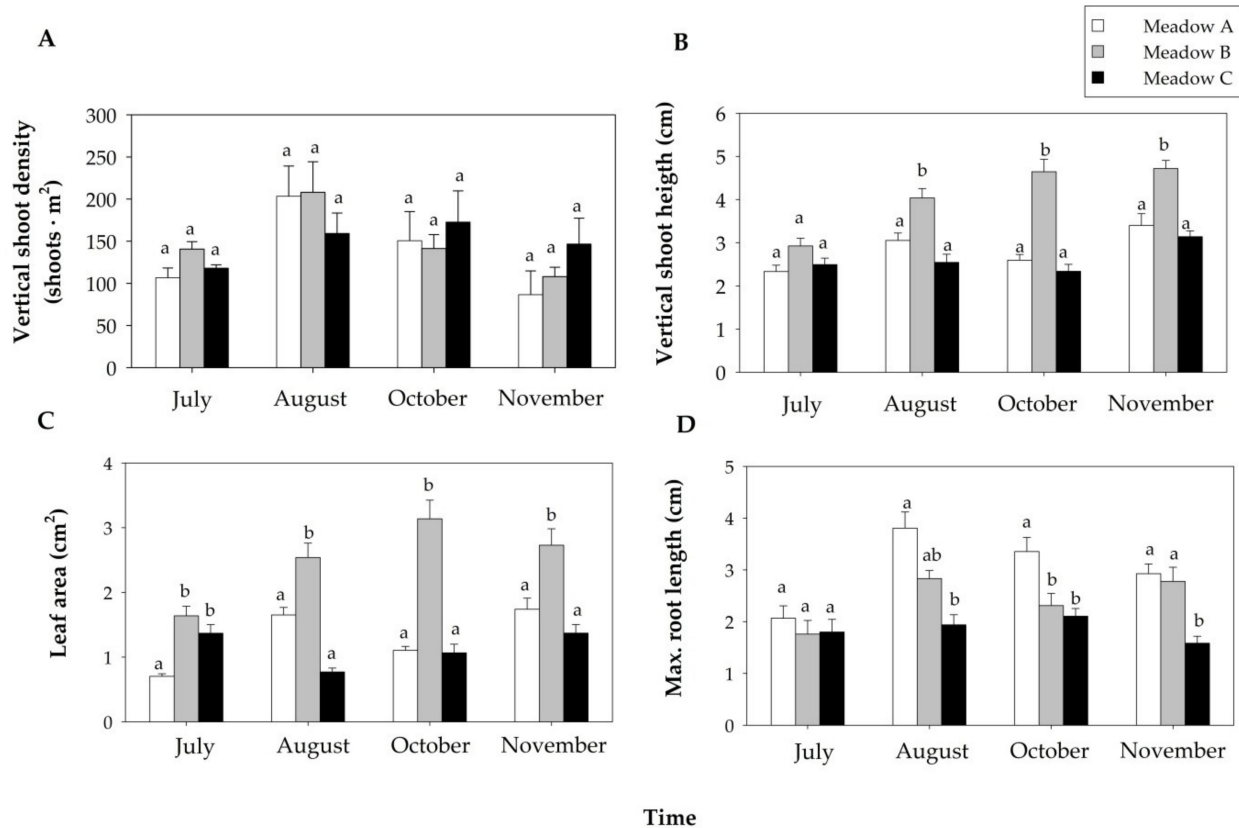 A
Vertical shoot density
(shoots · m²)
300
250
200
150
100
50
0
a
a
a
a
a
a
a
a
a
a
a
a
July
August
October
November
B
Meadow A
Meadow B
Meadow C
Vertical shoot heigth (cm)
6
5
4
3
2
1
0
a
a
a
a
b
a
a
b
a
a
b
a
July
August
October
November
C
Leaf area (cm²)
4
3
2
1
0
a
b
b
a
b
a
a
b
a
a
b
a
July
August
October
November
D
Max. root length (cm)
5
4
3
2
1
0
a
a
a
a
ab
b
a
b
b
a
a
b
July
August
October
November
Time